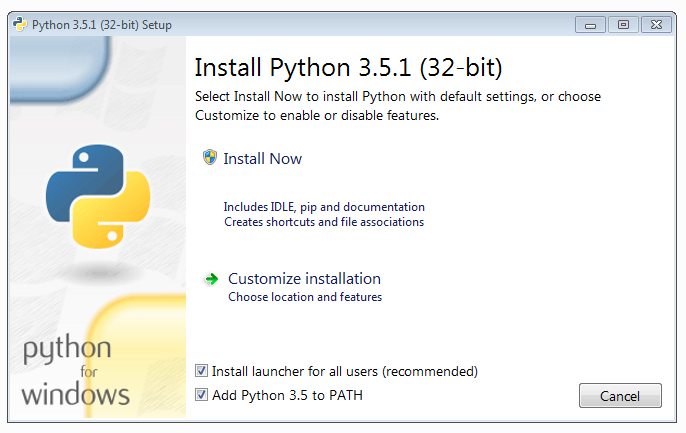 Python 3.5.1 (32-bit) Setup
Install Python 3.5.1 (32-bit)
Select Install Now to install Python with default settings, or choose
Customize to enable or disable features.
Install Now
Includes IDLE, pip and documentation
Creates shortcuts and file associations
Customize installation
Choose location and features
python
for
windows
Install launcher for all users (recommended)
Add Python 3.5 to PATH
Cancel